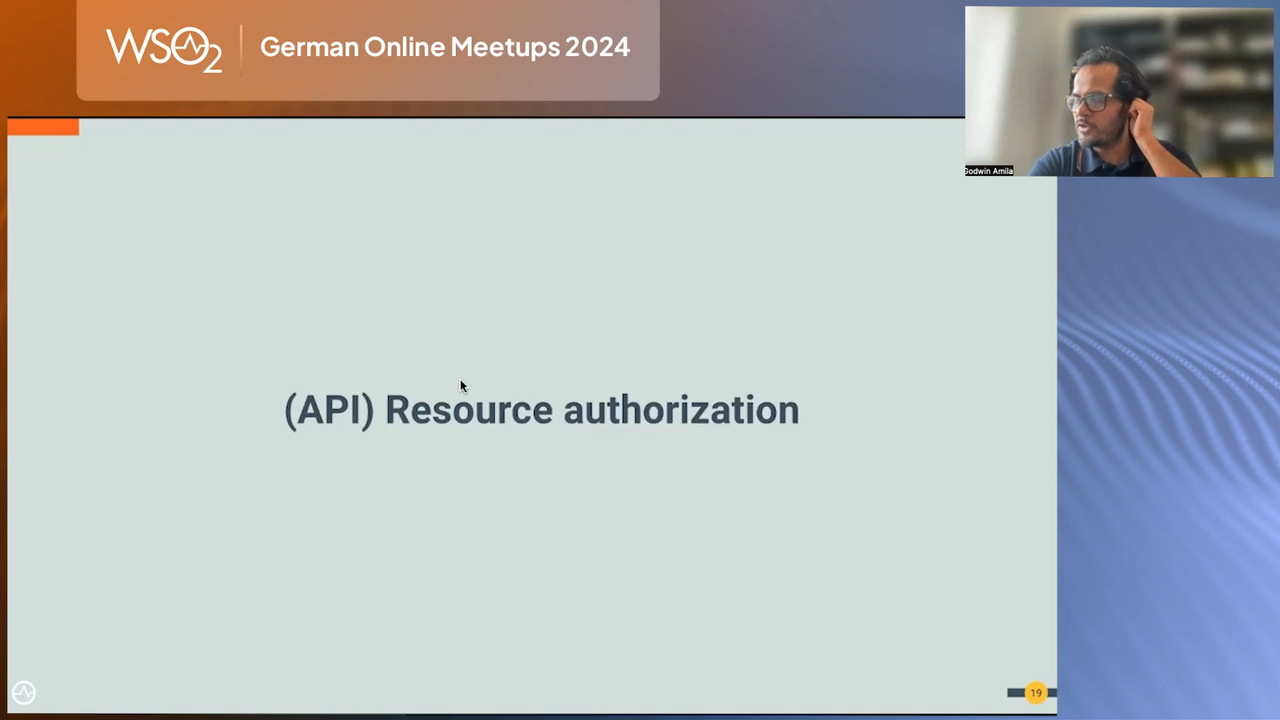 WSO2
German Online Meetups 2024
Godwin Amila
(API) Resource authorization
19